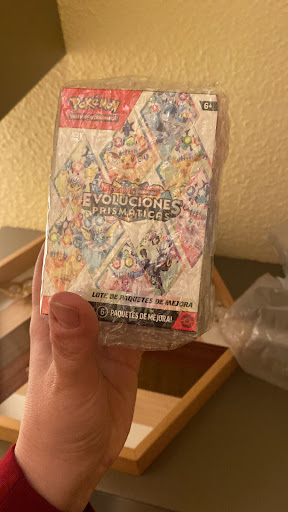 POKÉMON
6+
EVOLUCIONES
PRISMÁTICAS
LOTE DE PAQUETES DE MEJORA
6 PAQUETES DE MEJORA!